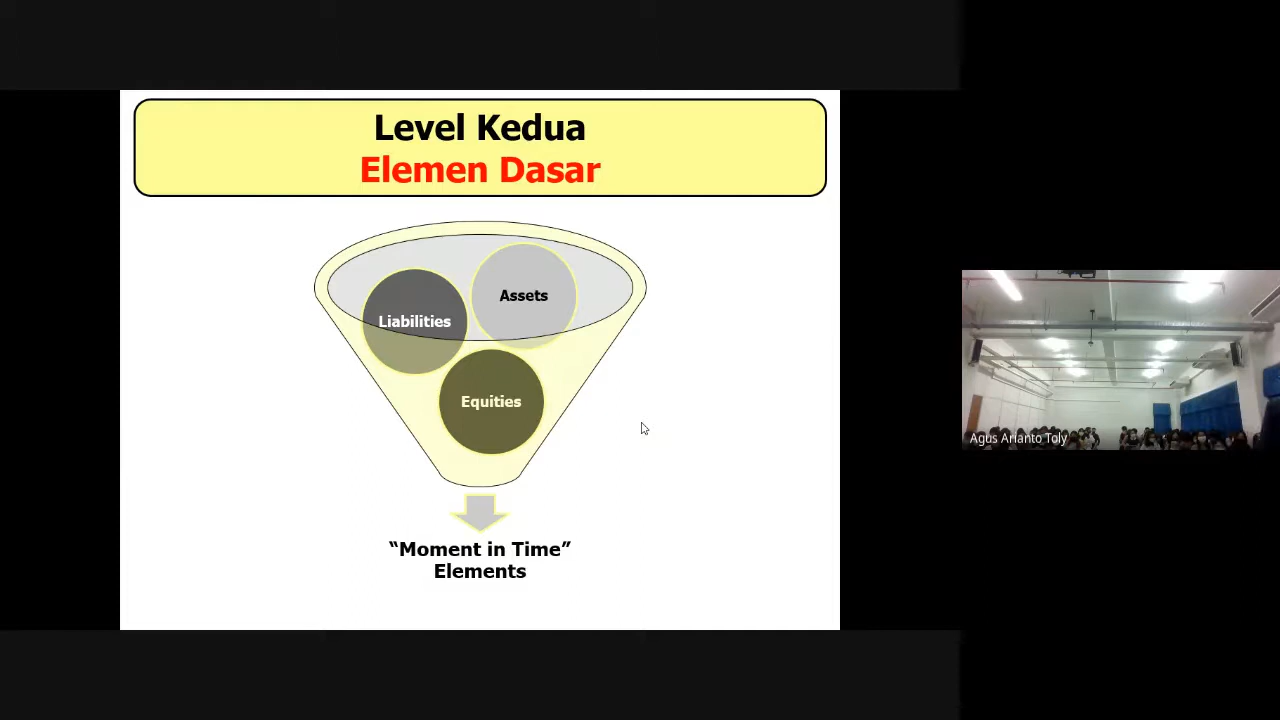 Level Kedua
Elemen Dasar
Assets
Liabilities
Equities
“Moment in Time”
Elements
Agus Arianto Toly